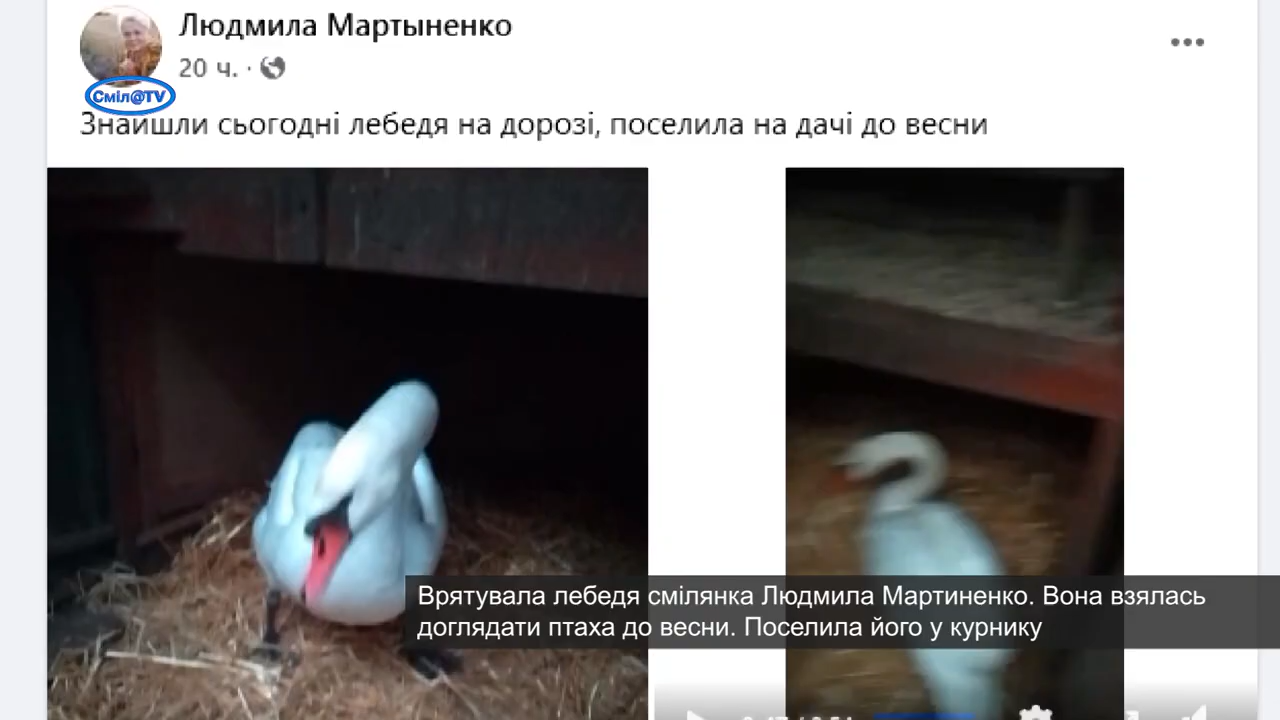 Людмила Мартыненко
20 ч. ·
Сміл@TV
Знайшли сьогодні лебедя на дорозі, поселила на дачі до весни
Врятувала лебедя смілянка Людмила Мартиненко. Вона взялась
доглядати птаха до весни. Поселила його у курнику